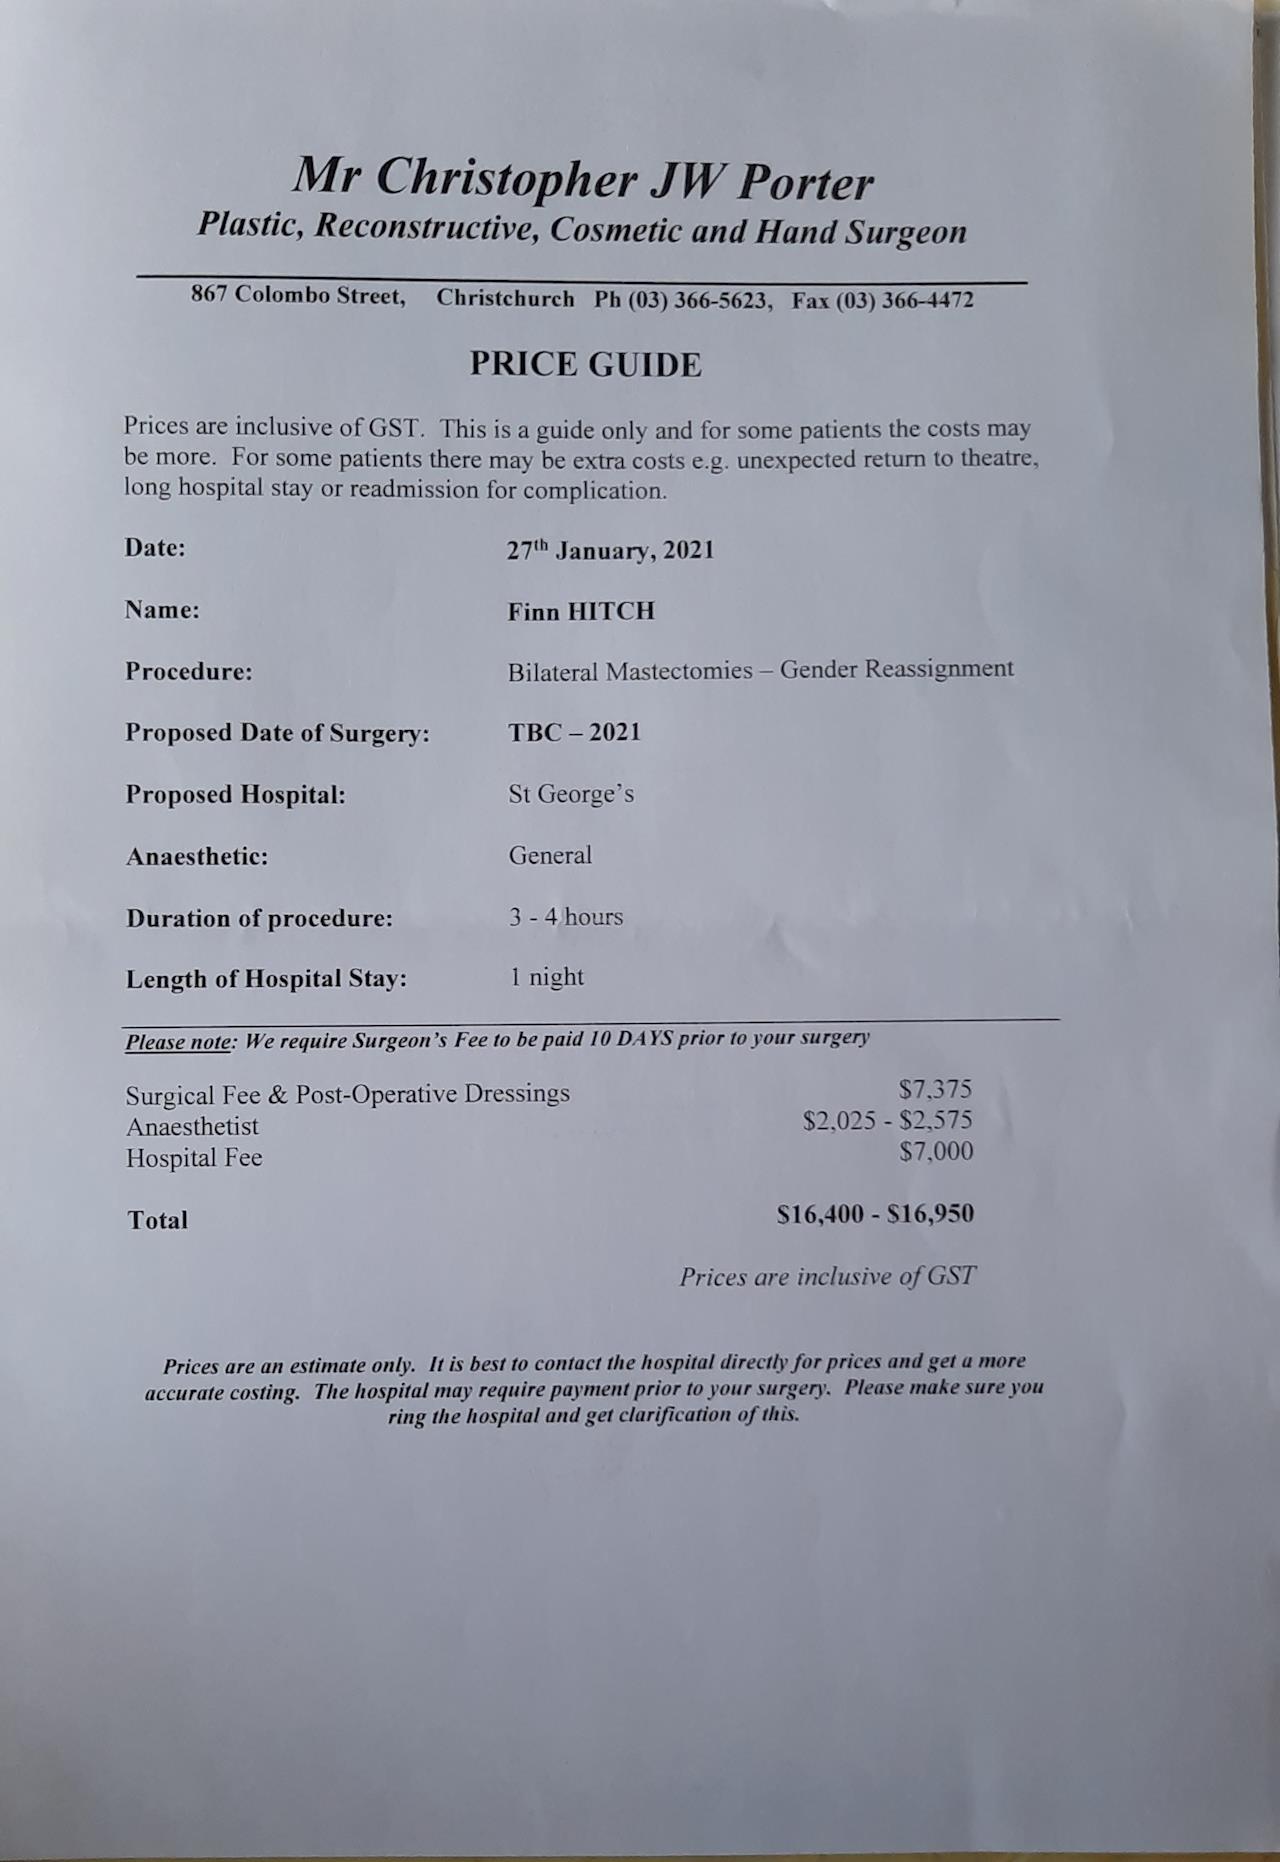 Mr Christopher JW Porter
Plastic, Reconstructive, Cosmetic and Hand Surgeon
867 Colombo Street, Christchurch Ph (03) 366-5623, Fax (03) 366-4472
PRICE GUIDE
Prices are inclusive of GST. This is a guide only and for some patients the costs may
be more. For some patients there may be extra costs e.g. unexpected return to theatre,
long hospital stay or readmission for complication.
Date: 27th January, 2021
Name: Finn HITCH
Procedure: Bilateral Mastectomies – Gender Reassignment
Proposed Date of Surgery: TBC – 2021
Proposed Hospital: St George's
Anaesthetic: General
Duration of procedure: 3 - 4 hours
Length of Hospital Stay: 1 night
Please note: We require Surgeon's Fee to be paid 10 DAYS prior to your surgery
Surgical Fee & Post-Operative Dressings $7,375
Anaesthetist $2,025 - $2,575
Hospital Fee $7,000
Total $16,400 - $16,950
Prices are inclusive of GST
Prices are an estimate only. It is best to contact the hospital directly for prices and get a more
accurate costing. The hospital may require payment prior to your surgery. Please make sure you
ring the hospital and get clarification of this.